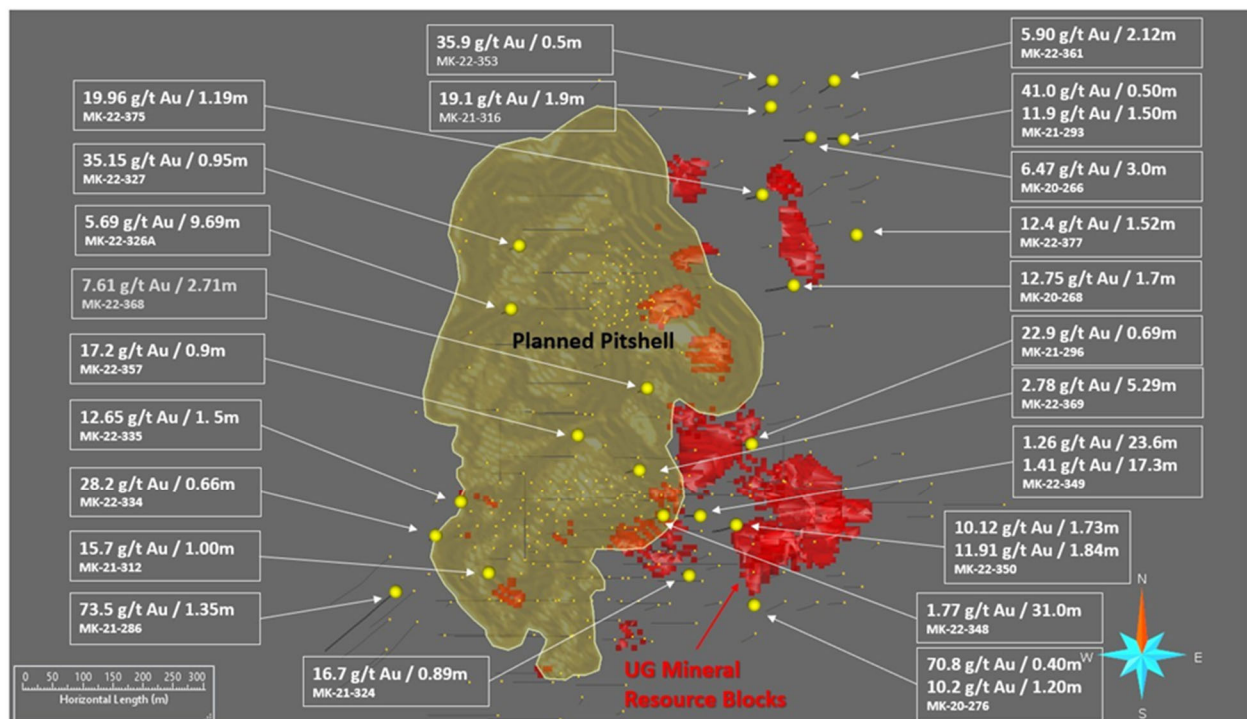 35.9 g/t Au / 0.5m
MK-22-353
19.1 g/t Au / 1.9m
MK-21-316
5.90 g/t Au / 2.12m
MK-22-361
41.0 g/t Au / 0.50m
11.9 g/t Au / 1.50m
MK-21-293
6.47 g/t Au / 3.0m
MK-20-266
12.4 g/t Au / 1.52m
MK-22-377
12.75 g/t Au / 1.7m
MK-20-268
22.9 g/t Au / 0.69m
MK-21-296
2.78 g/t Au / 5.29m
MK-22-369
1.26 g/t Au / 23.6m
1.41 g/t Au / 17.3m
MK-22-349
10.12 g/t Au / 1.73m
11.91 g/t Au / 1.84m
MK-22-350
1.77 g/t Au / 31.0m
MK-22-348
70.8 g/t Au / 0.40m
10.2 g/t Au / 1.20m
MK-20-276
19.96 g/t Au / 1.19m
MK-22-375
35.15 g/t Au / 0.95m
MK-22-327
5.69 g/t Au / 9.69m
MK-22-326A
7.61 g/t Au / 2.71m
MK-22-368
17.2 g/t Au / 0.9m
MK-22-357
12.65 g/t Au / 1. 5m
MK-22-335
28.2 g/t Au / 0.66m
MK-22-334
15.7 g/t Au / 1.00m
MK-21-312
73.5 g/t Au / 1.35m
MK-21-286
16.7 g/t Au / 0.89m
MK-21-324
Planned Pitshell
UG Mineral
Resource Blocks
0 50 100 150 200 250 300
Horizontal Length (m)
N
W E
S